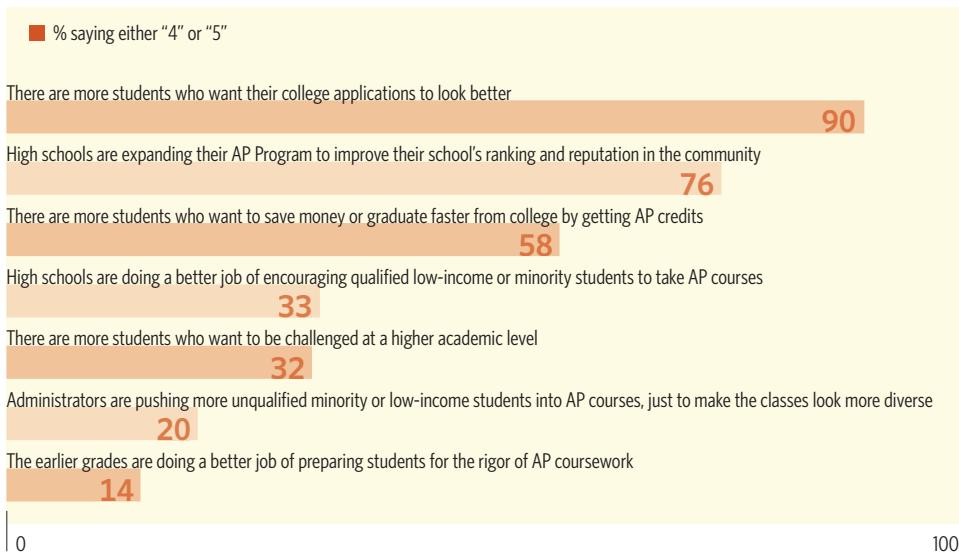 % saying either “4” or “5”
There are more students who want their college applications to look better
90
High schools are expanding their AP Program to improve their school’s ranking and reputation in the community
76
There are more students who want to save money or graduate faster from college by getting AP credits
58
High schools are doing a better job of encouraging qualified low-income or minority students to take AP courses
33
There are more students who want to be challenged at a higher academic level
32
Administrators are pushing more unqualified minority or low-income students into AP courses, just to make the classes look more diverse
20
The earlier grades are doing a better job of preparing students for the rigor of AP coursework
14
0 100